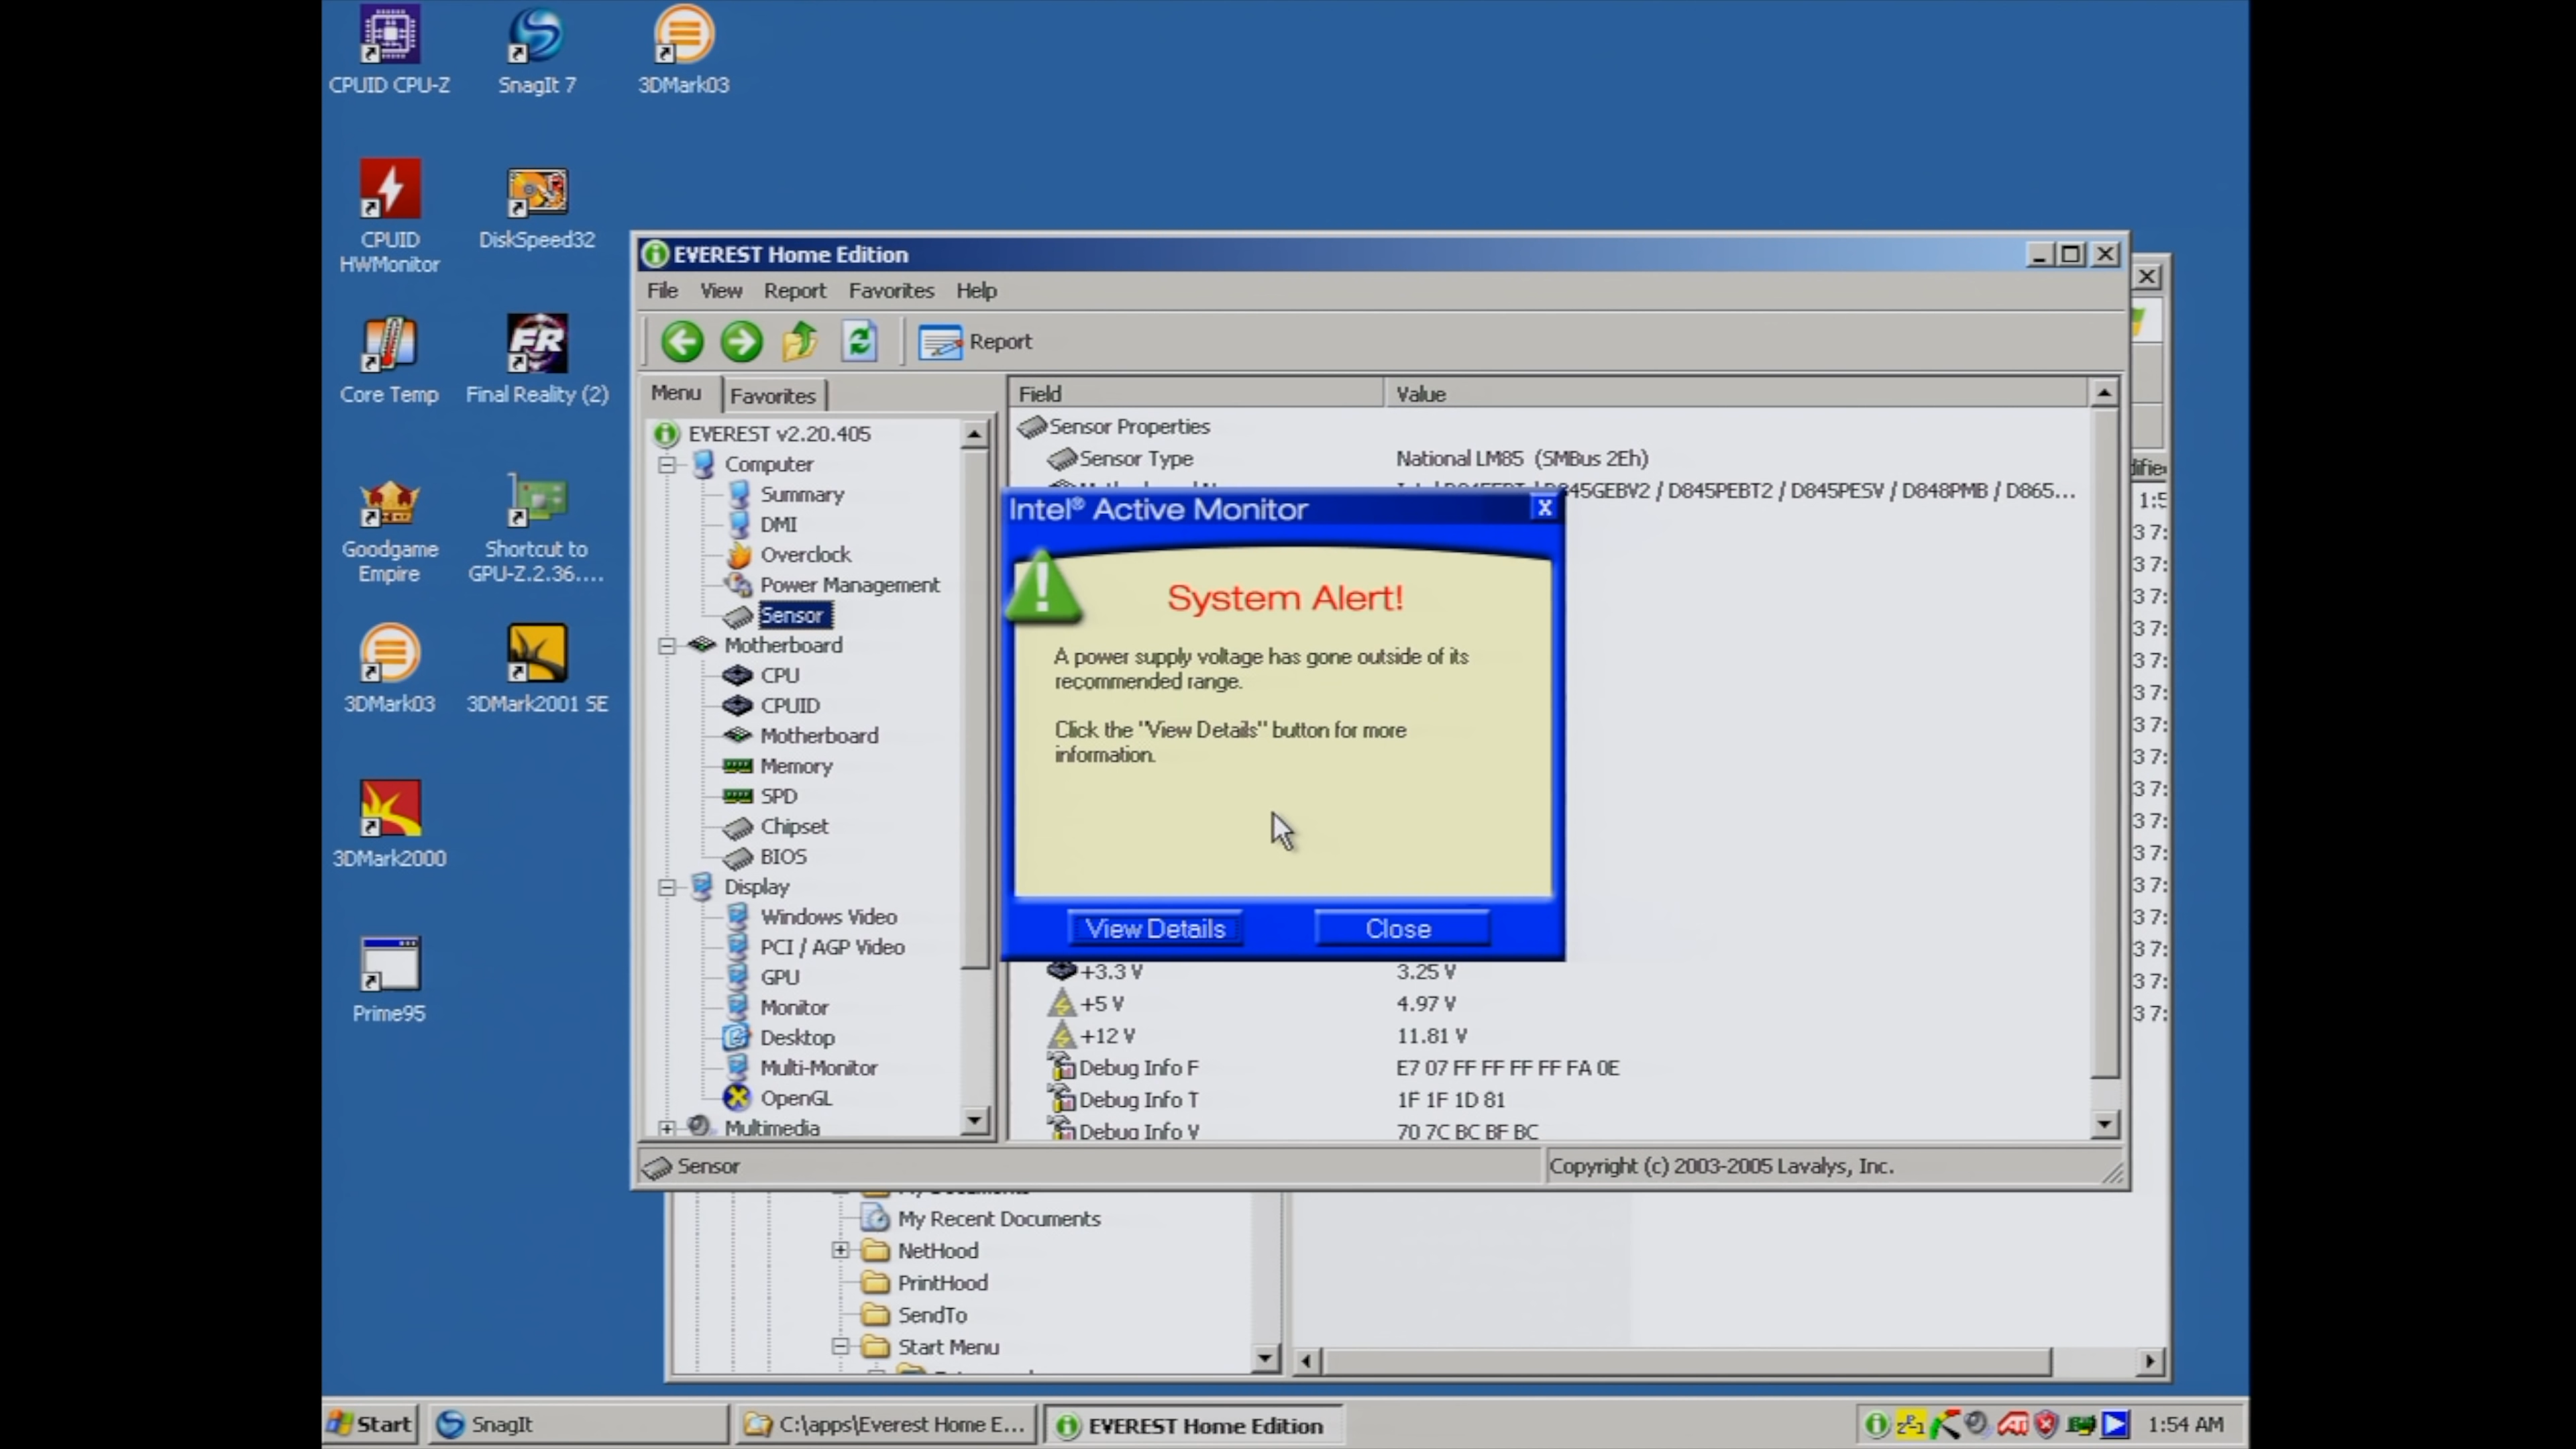 CPUID CPU-Z
SnagIt 7
3DMark03
CPUID
HWMonitor
DiskSpeed32
Core Temp
FR
Final Reality (2)
Goodgame
Empire
Shortcut to
GPU-Z.2.36....
3DMark03
3DMark2001 SE
3DMark2000
Prime95
EVEREST Home Edition
File View Report Favorites Help
Report
Menu Favorites
EVEREST v2.20.405
Computer
Summary
DMI
Overclock
Power Management
Sensor
Motherboard
CPU
CPUID
Motherboard
Memory
SPD
Chipset
BIOS
Display
Windows Video
PCI / AGP Video
GPU
Monitor
Desktop
Multi-Monitor
OpenGL
Multimedia
Field Value
Sensor Properties
Sensor Type National LM85 (SMBus 2Eh)
/ D845PEBT2 / D845PESV / D848PMB / D865...
Intel® Active Monitor
System Alert!
A power supply voltage has gone outside of its
recommended range.
Click the "View Details" button for more
information.
View Details Close
+3.3 V 3.25 V
+5 V 4.97 V
+12 V 11.81 V
Debug Info F E7 07 FF FF FF FF FA 0E
Debug Info T 1F 1F 1D 81
Debug Info V 70 7C BC BF BC
Sensor
Copyright (c) 2003-2005 Lavalys, Inc.
My Recent Documents
NetHood
PrintHood
SendTo
Start Menu
Start
SnagIt
C:\apps\Everest Home E...
EVEREST Home Edition
1:54 AM